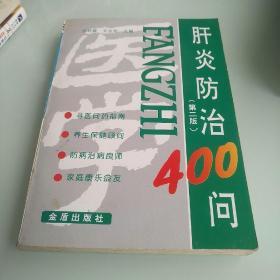 肝炎防治
400
问
(第二版)
FANGZHI
医学
寻医问药指南
养生保健顾问
防病治病良师
家庭康乐益友
金盾出版社